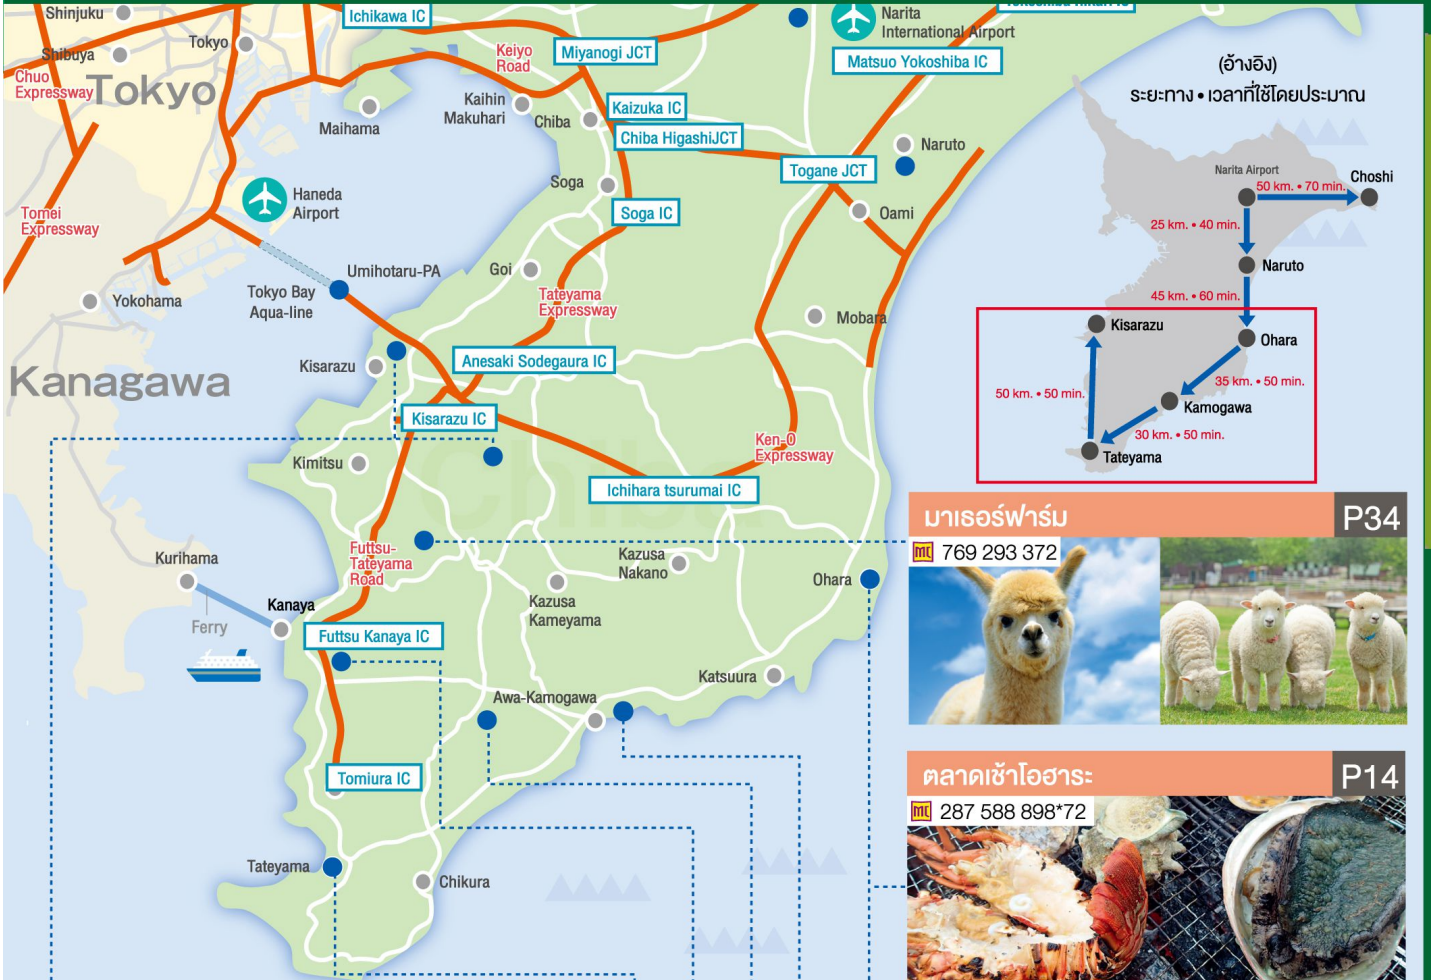 Shinjuku
Ichikawa IC
Narita
International Airport
Tokyo
Shibuya
Keiyo
Road
Miyanogi JCT
Matsuo Yokoshiba IC
(อ้างอิง)
ระยะทาง • เวลาที่ใช้โดยประมาณ
Chuo
Expressway
Tokyo
Maihama
Kaihin
Makuhari
Chiba
Kaizuka IC
Chiba HigashiJCT
Naruto
Togane JCT
Narita Airport
Choshi
50 km. • 70 min.
Soga
Haneda
Airport
Soga IC
Oami
25 km. • 40 min.
Tomei
Expressway
Goi
Umihotaru-PA
Naruto
Yokohama
Tokyo Bay
Aqua-line
Tateyama
Expressway
Mobara
45 km. • 60 min.
Kisarazu
Ohara
Kisarazu
Anesaki Sodegaura IC
Kanagawa
35 km. • 50 min.
50 km. • 50 min.
Kamogawa
Kisarazu IC
30 km. • 50 min.
Ken-O
Expressway
Chiba
Kimitsu
Tateyama
Ichihara tsurumai IC
มาเธอร์ฟาร์ม
P34
MC 769 293 372
Futtsu-
Tateyama
Road
Kurihama
Kazusa
Nakano
Ohara
Kanaya
Kazusa
Kameyama
Ferry
Futtsu Kanaya IC
Katsuura
Awa-Kamogawa
Tomiura IC
ตลาดเช้าโอฮาระ
P14
MC 287 588 898*72
Tateyama
Chikura